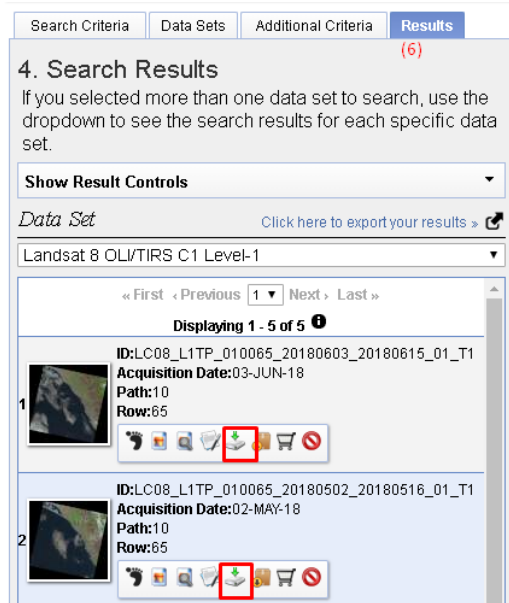 Search Criteria Data Sets Additional Criteria Results
(6)
4. Search Results
If you selected more than one data set to search, use the
dropdown to see the search results for each specific data
set.
Show Result Controls
Data Set Click here to export your results »
Landsat 8 OLI/TIRS C1 Level-1
« First ‹ Previous 1 Next › Last »
Displaying 1 - 5 of 5
ID:LC08_L1TP_010065_20180603_20180615_01_T1
Acquisition Date:03-JUN-18
Path:10
1
Row:65
ID:LC08_L1TP_010065_20180502_20180516_01_T1
Acquisition Date:02-MAY-18
Path:10
2
Row:65